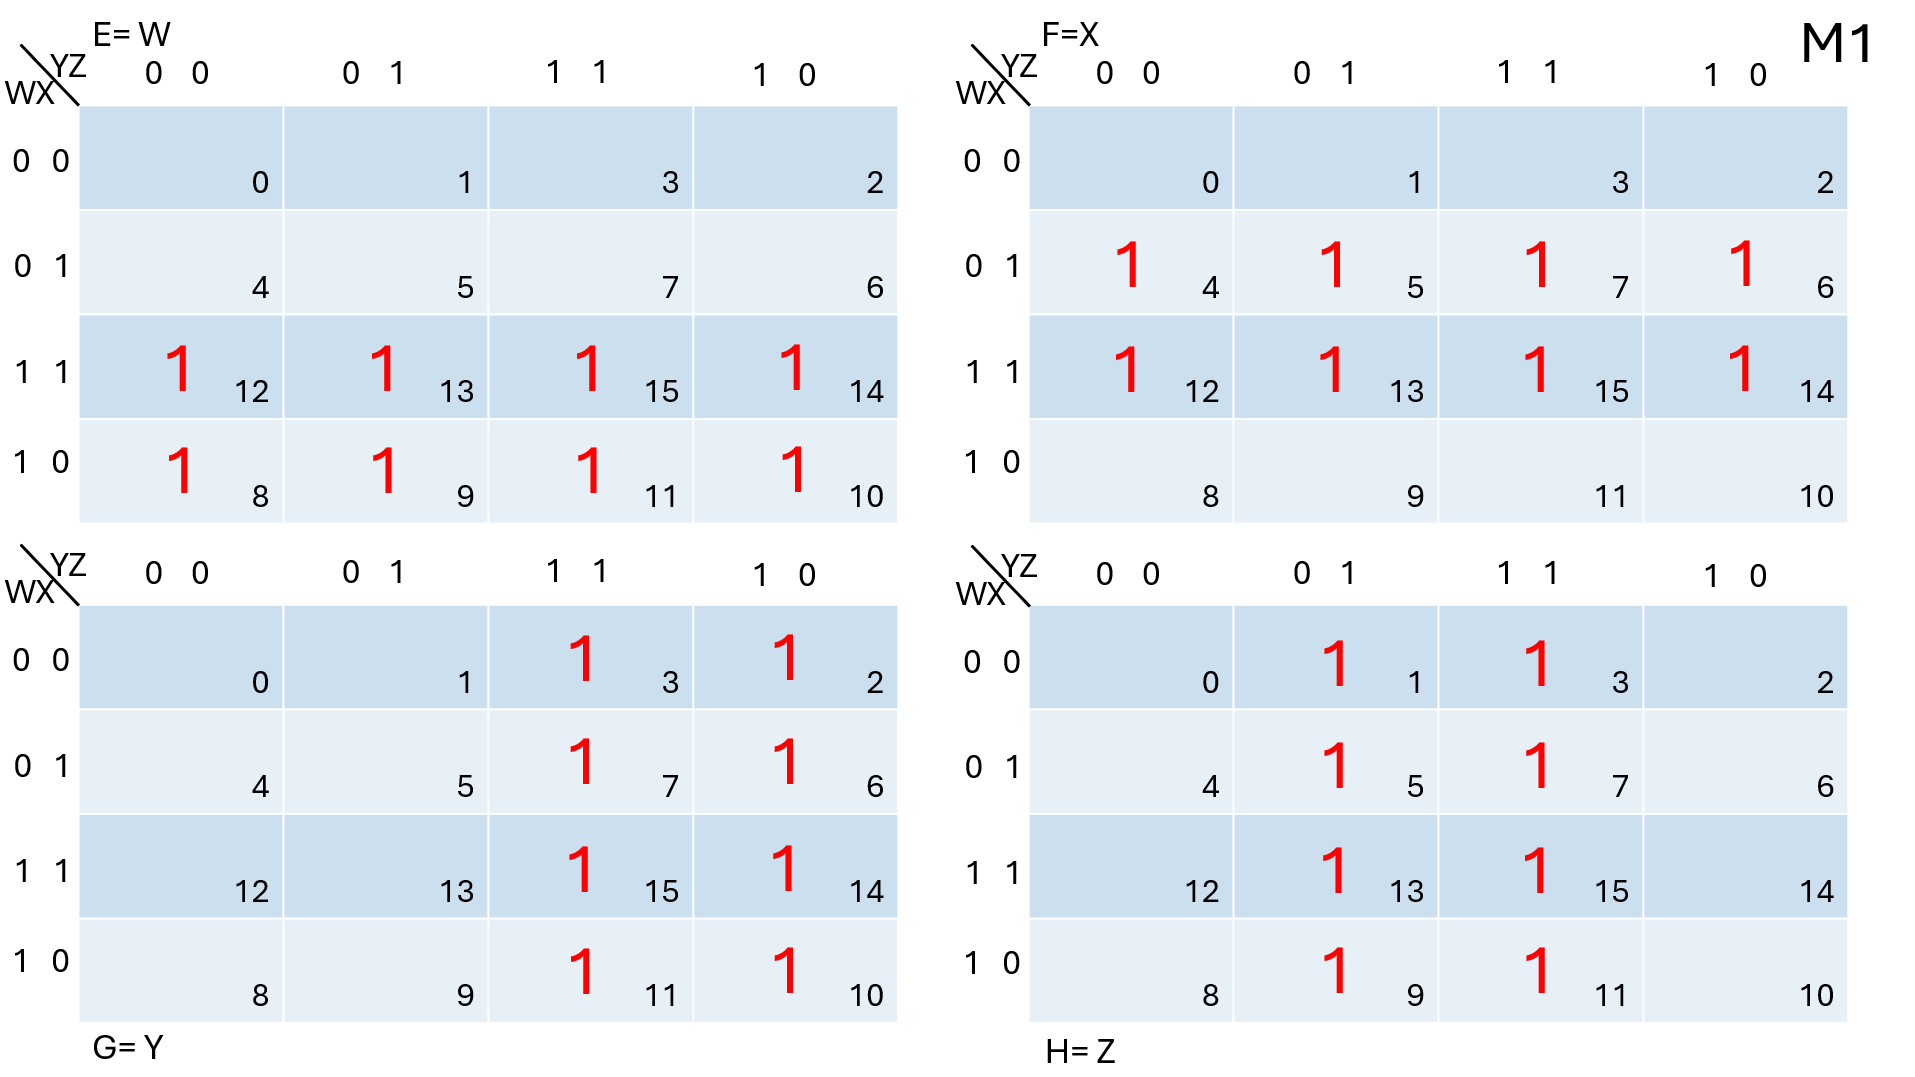 E= W
YZ
WX
0 0 0 1 1 1 1 0
0 0
0 1 3 2
0 1
4 5 7 6
1 1
1 12 1 13 1 15 1 14
1 0
1 8 1 9 1 11 1 10
F=X
M1
YZ
WX
0 0 0 1 1 1 1 0
0 0
0 1 3 2
0 1
1 4 1 5 1 7 1 6
1 1
1 12 1 13 1 15 1 14
1 0
8 9 11 10
YZ
WX
0 0 0 1 1 1 1 0
0 0
0 1 1 3 1 2
0 1
4 5 1 7 1 6
1 1
12 13 1 15 1 14
1 0
8 9 1 11 1 10
G= Y
YZ
WX
0 0 0 1 1 1 1 0
0 0
0 1 1 1 3 2
0 1
4 1 5 1 7 6
1 1
12 1 13 1 15 14
1 0
8 1 9 1 11 10
H= Z